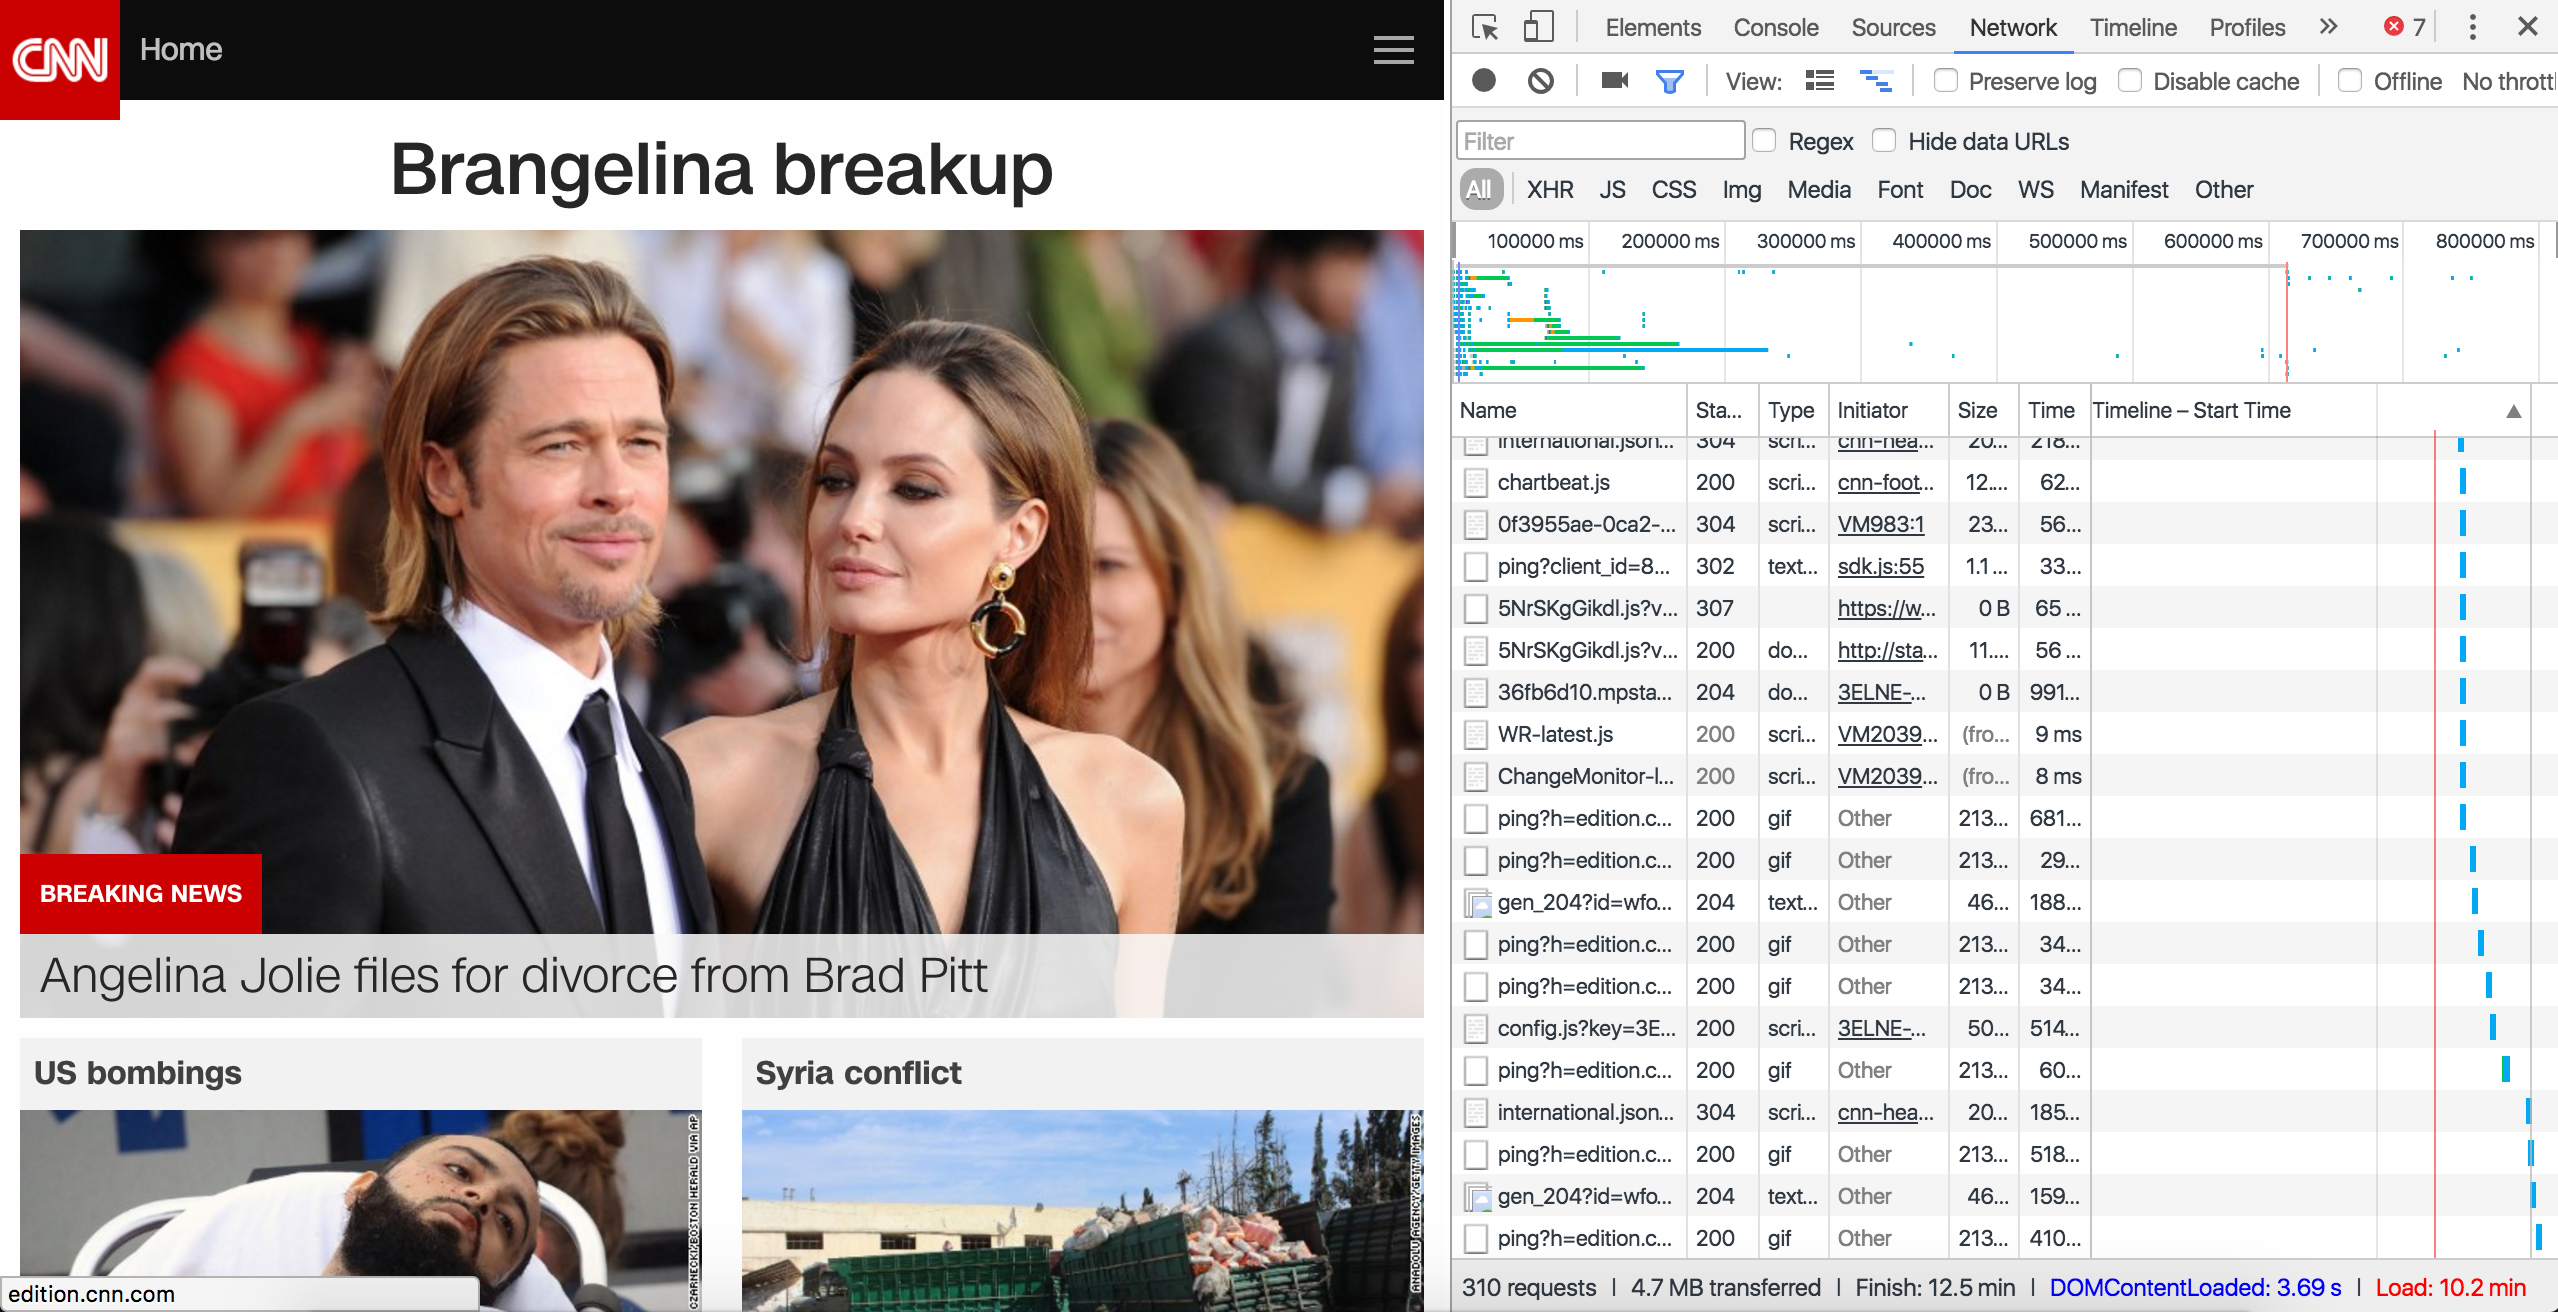 CNN
Home
Brangelina breakup
BREAKING NEWS
Angelina Jolie files for divorce from Brad Pitt
US bombings
Syria conflict
CZARNECKI/BOSTON HERALD VIA AP
ANADOLU AGENCY/GETTY IMAGES
edition.cnn.com
Elements Console Sources Network Timeline Profiles » 7
View: Preserve log Disable cache Offline No thrott
Filter Regex Hide data URLs
All XHR JS CSS Img Media Font Doc WS Manifest Other
100000 ms 200000 ms 300000 ms 400000 ms 500000 ms 600000 ms 700000 ms 800000 ms
Name Sta... Type Initiator Size Time Timeline – Start Time
international.json... 304 scri... cnn-hea... 20... 218...
chartbeat.js 200 scri... cnn-foot... 12.... 62...
0f3955ae-0ca2-... 304 scri... VM983:1 23... 56...
ping?client_id=8... 302 text... sdk.js:55 1.1 ... 33...
5NrSKgGikdl.js?v... 307 https://w... 0 B 65 ...
5NrSKgGikdl.js?v... 200 do... http://sta... 11.... 56 ...
36fb6d10.mpsta... 204 do... 3ELNE-... 0 B 991...
WR-latest.js 200 scri... VM2039... (fro... 9 ms
ChangeMonitor-l... 200 scri... VM2039... (fro... 8 ms
ping?h=edition.c... 200 gif Other 213... 681...
ping?h=edition.c... 200 gif Other 213... 29...
gen_204?id=wfo... 204 text... Other 46... 188...
ping?h=edition.c... 200 gif Other 213... 34...
ping?h=edition.c... 200 gif Other 213... 34...
config.js?key=3E... 200 scri... 3ELNE-... 50... 514...
ping?h=edition.c... 200 gif Other 213... 60...
international.json... 304 scri... cnn-hea... 20... 185...
ping?h=edition.c... 200 gif Other 213... 518...
gen_204?id=wfo... 204 text... Other 46... 159...
ping?h=edition.c... 200 gif Other 213... 410...
310 requests | 4.7 MB transferred | Finish: 12.5 min | DOMContentLoaded: 3.69 s | Load: 10.2 min